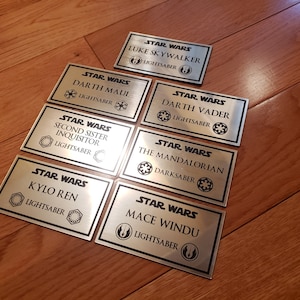 STAR WARS
LUKE SKYWALKER
LIGHTSABER
STAR WARS
DARTH MAUL
LIGHTSABER
STAR WARS
DARTH VADER
LIGHTSABER
STAR WARS
SECOND SISTER
INQUISITOR
LIGHTSABER
STAR WARS
THE MANDALORIAN
DARKSABER
STAR WARS
KYLO REN
LIGHTSABER
STAR WARS
MACE WINDU
LIGHTSABER